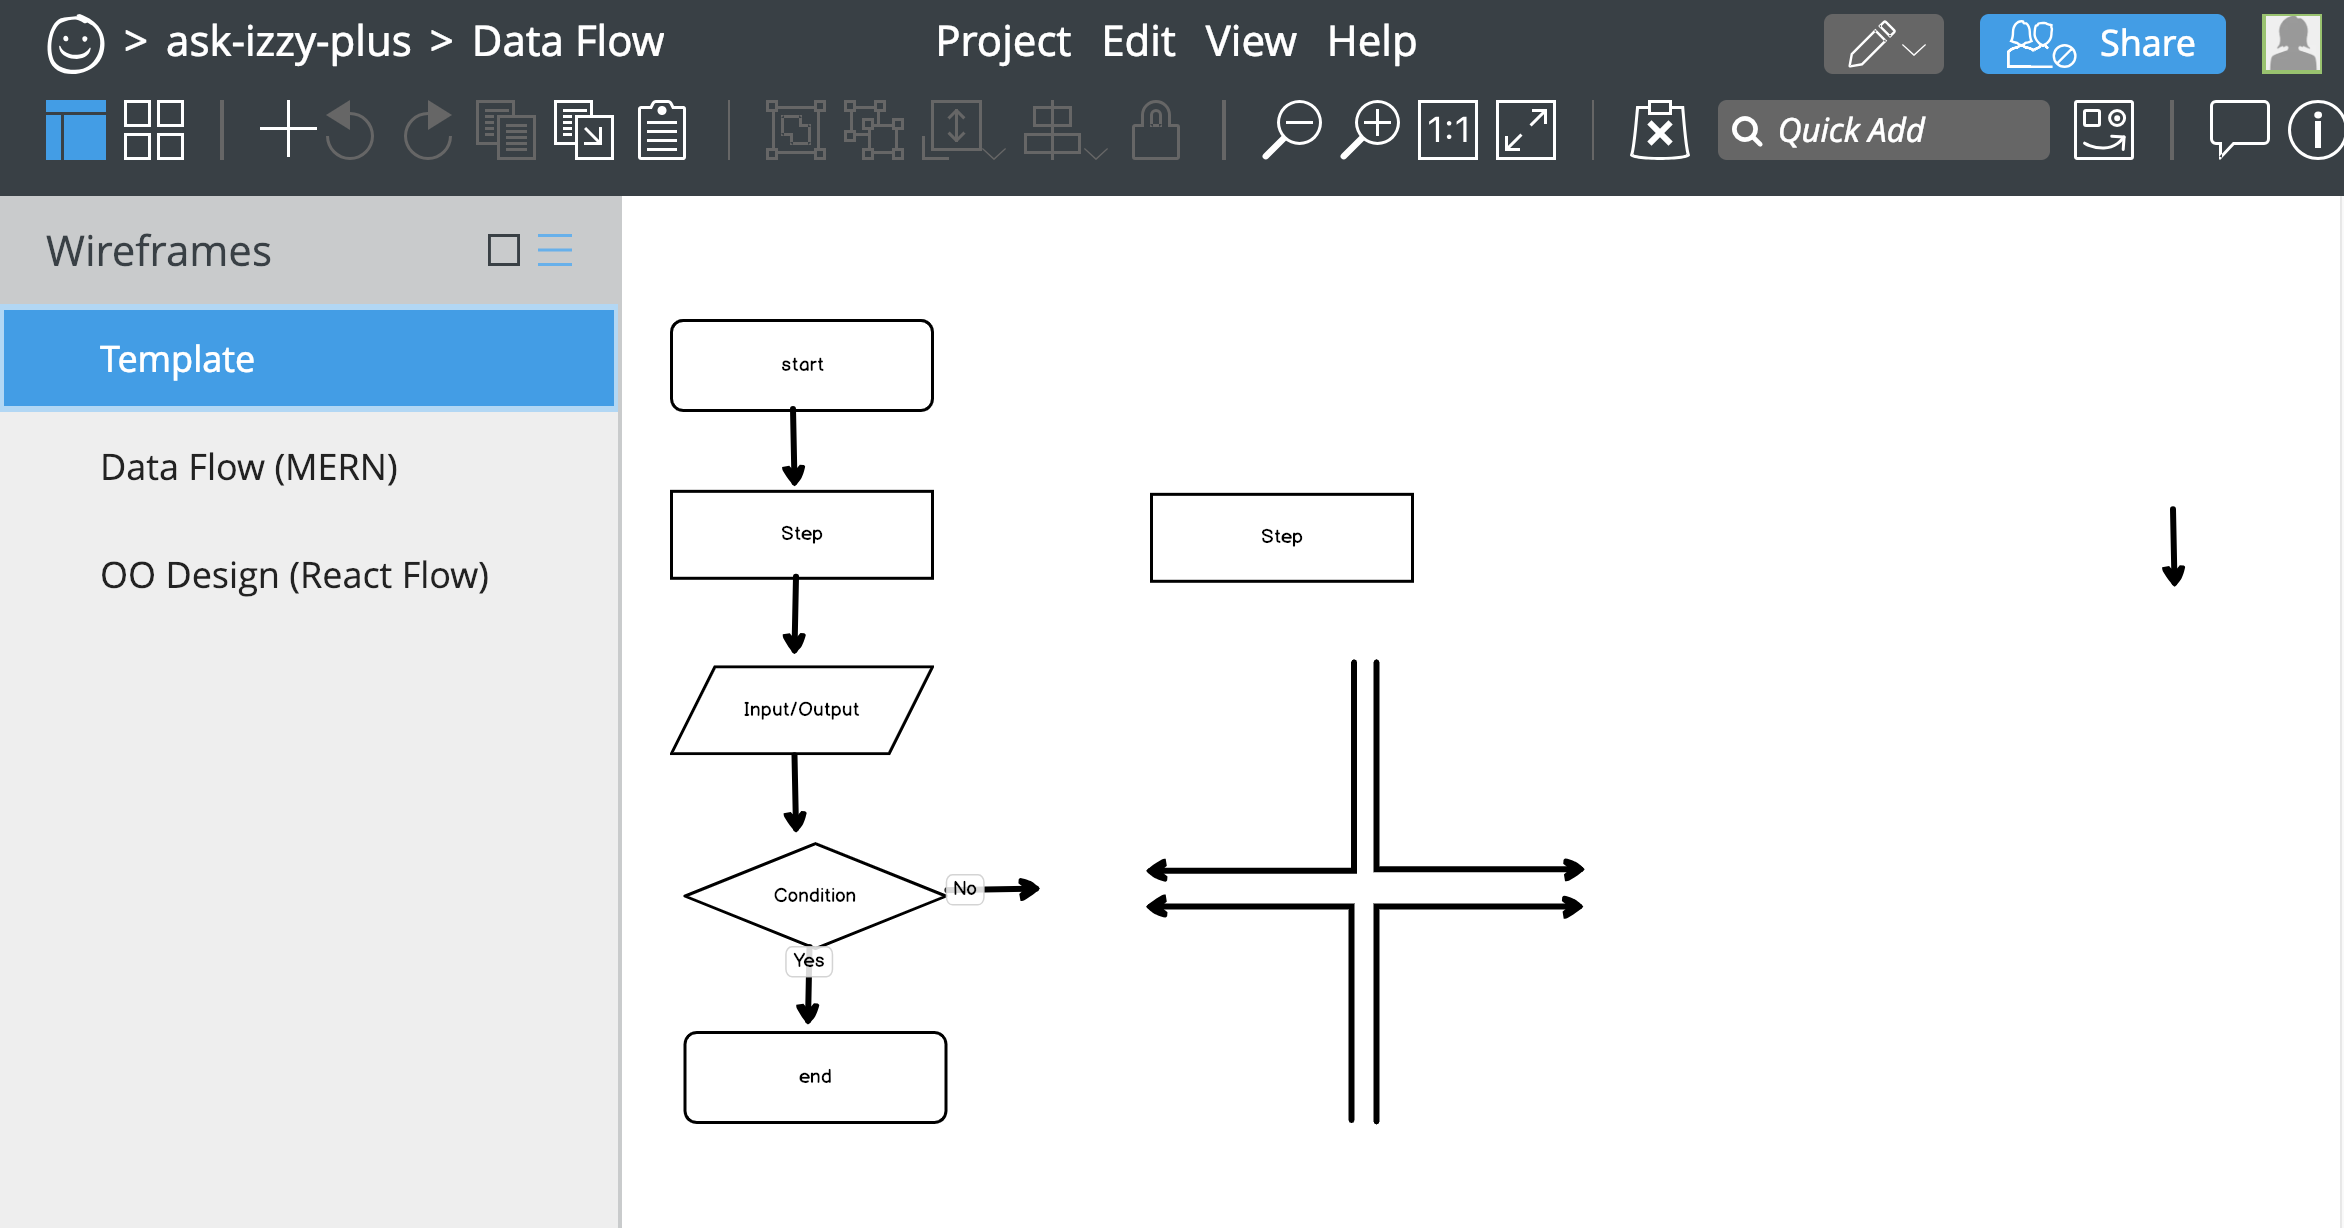 > ask-izzy-plus > Data Flow
Project Edit View Help
Share
1:1
Quick Add
Wireframes
Template
Data Flow (MERN)
OO Design (React Flow)
start
Step
Step
Input/Output
Condition
No
Yes
end